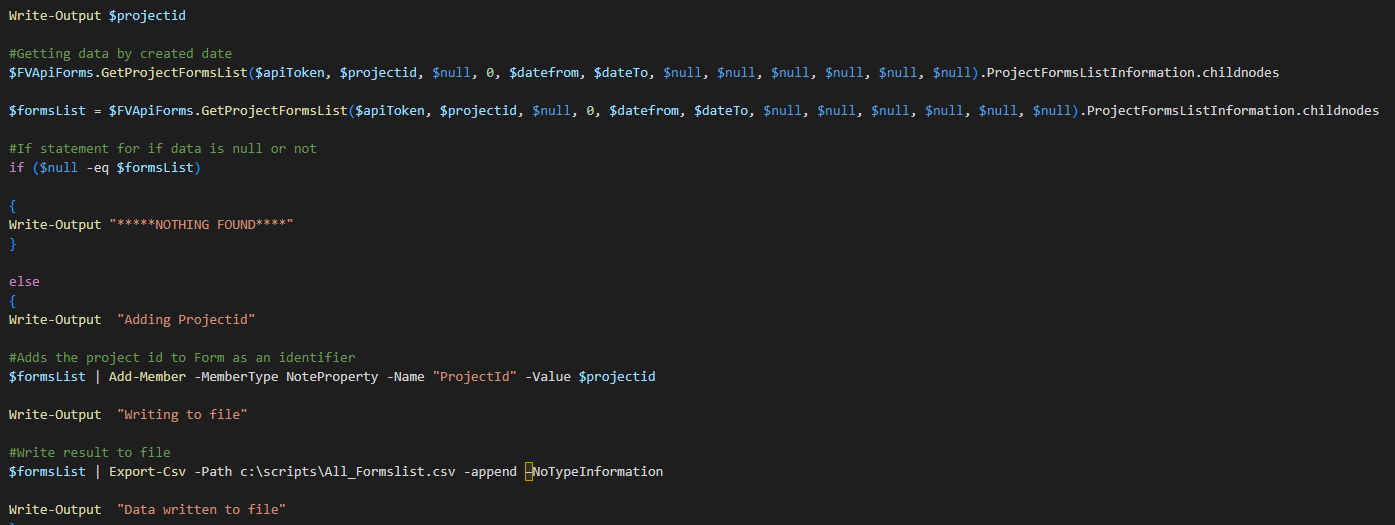 Write-Output $projectid
#Getting data by created date
$FVApiForms.GetProjectFormsList($apiToken, $projectid, $null, 0, $datefrom, $dateTo, $null, $null, $null, $null, $null, $null).ProjectFormsListInformation.childnodes
$formsList = $FVApiForms.GetProjectFormsList($apiToken, $projectid, $null, 0, $datefrom, $dateTo, $null, $null, $null, $null, $null, $null).ProjectFormsListInformation.childnodes
#If statement for if data is null or not
if ($null -eq $formsList)
{
Write-Output "*****NOTHING FOUND****"
}
else
{
Write-Output  "Adding Projectid"
#Adds the project id to Form as an identifier
$formsList | Add-Member -MemberType NoteProperty -Name "ProjectId" -Value $projectid
Write-Output  "Writing to file"
#Write result to file
$formsList | Export-Csv -Path c:\scripts\All_Formslist.csv -append –NoTypeInformation
Write-Output  "Data written to file"